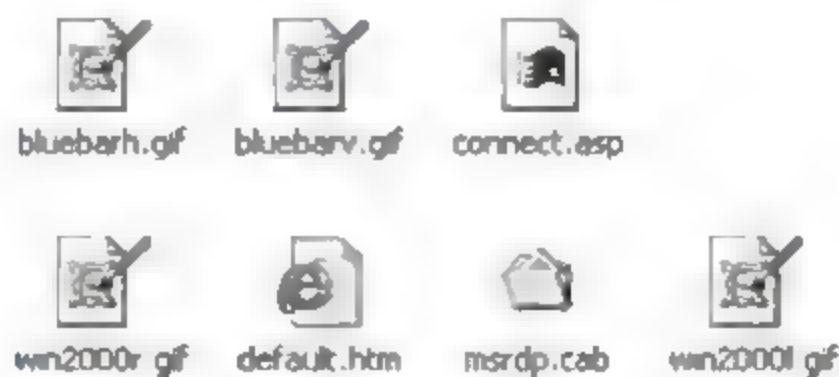 bluebarh.gif bluebarv.gif connect.asp
win2000r.gif default.htm msrdp.cab win2000l.gif